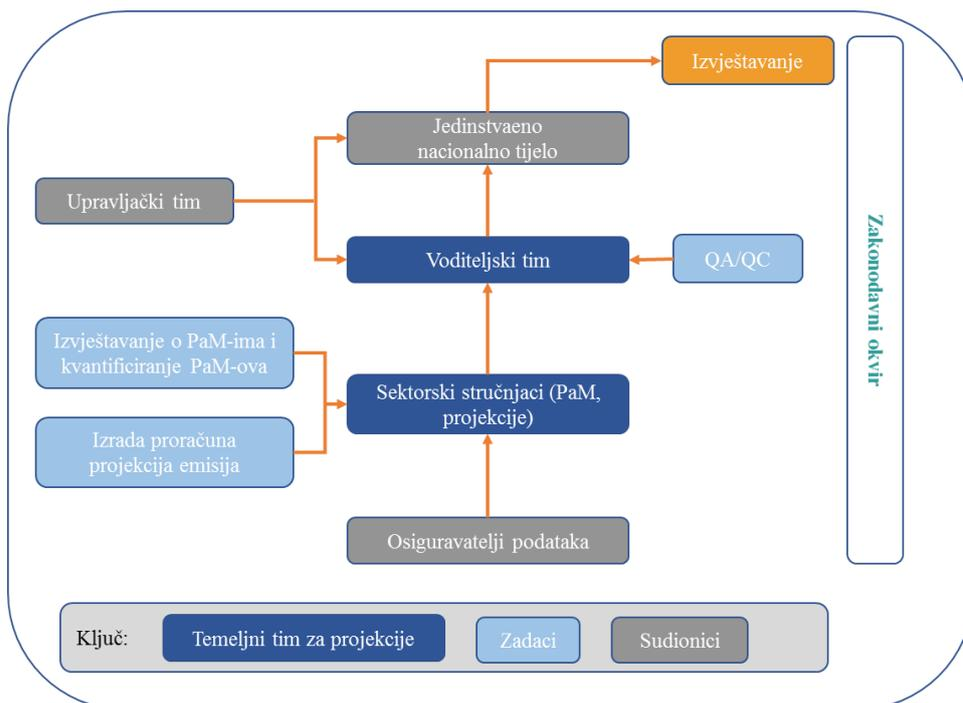 Izvještavanje
Jedinstvaeno
nacionalno tijelo
Upravljački tim
Voditeljski tim
QA/QC
Zakonodavni okvir
Izvještavanje o PaM-ima i
kvantificiranje PaM-ova
Sektorski stručnjaci (PaM,
projekcije)
Izrada proračuna
projekcija emisija
Osiguravatelji podataka
Ključ:
Temeljni tim za projekcije
Zadaci
Sudionici